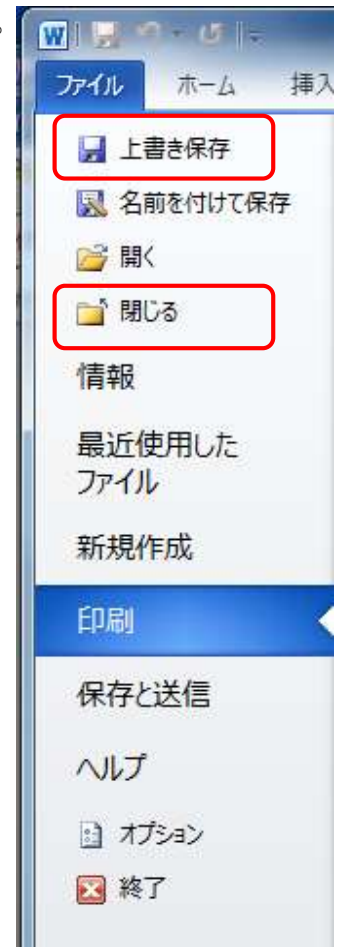 W
ファイル ホーム 挿入
上書き保存
名前を付けて保存
開く
閉じる
情報
最近使用した
ファイル
新規作成
印刷
保存と送信
ヘルプ
オプション
終了